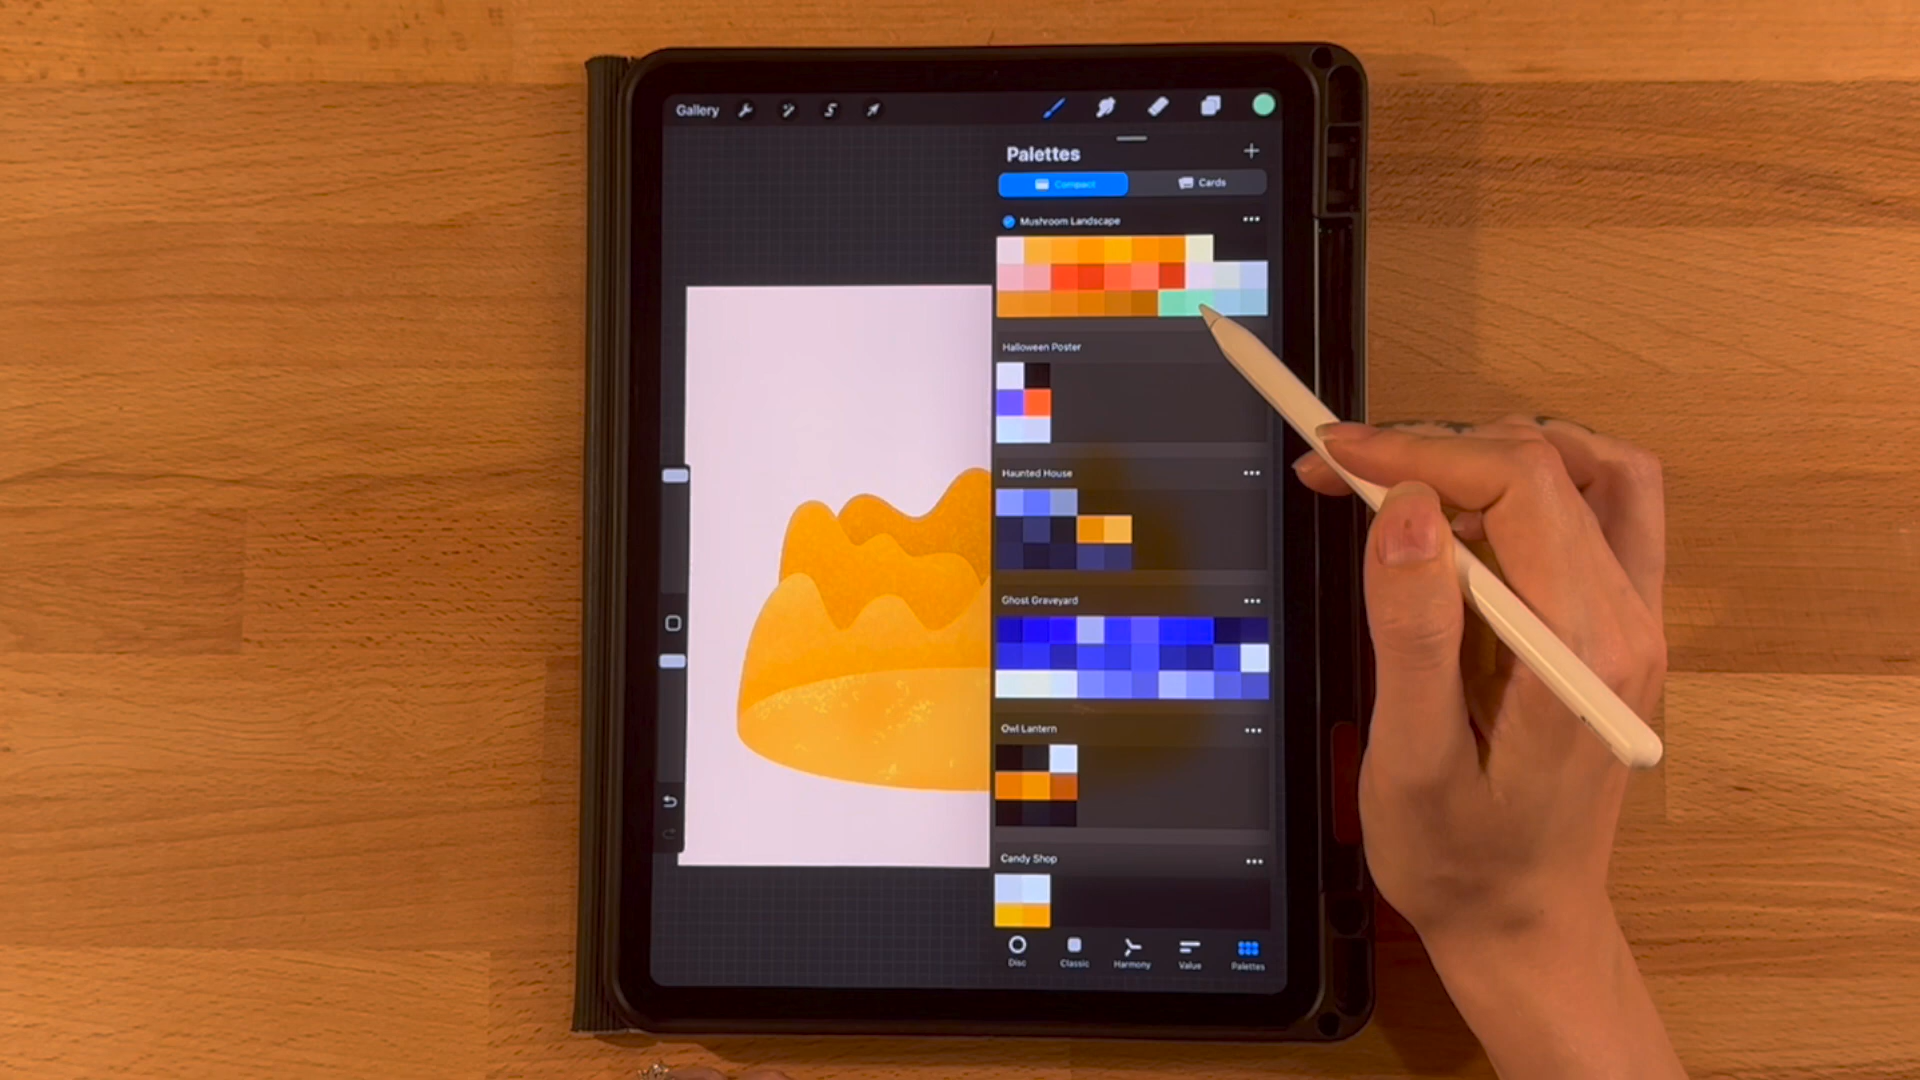 Gallery
Palettes
Compact
Cards
Mushroom Landscape
Halloween Poster
Haunted House
Ghost Graveyard
Owl Lantern
Candy Shop
Disc
Classic
Harmony
Value
Palettes